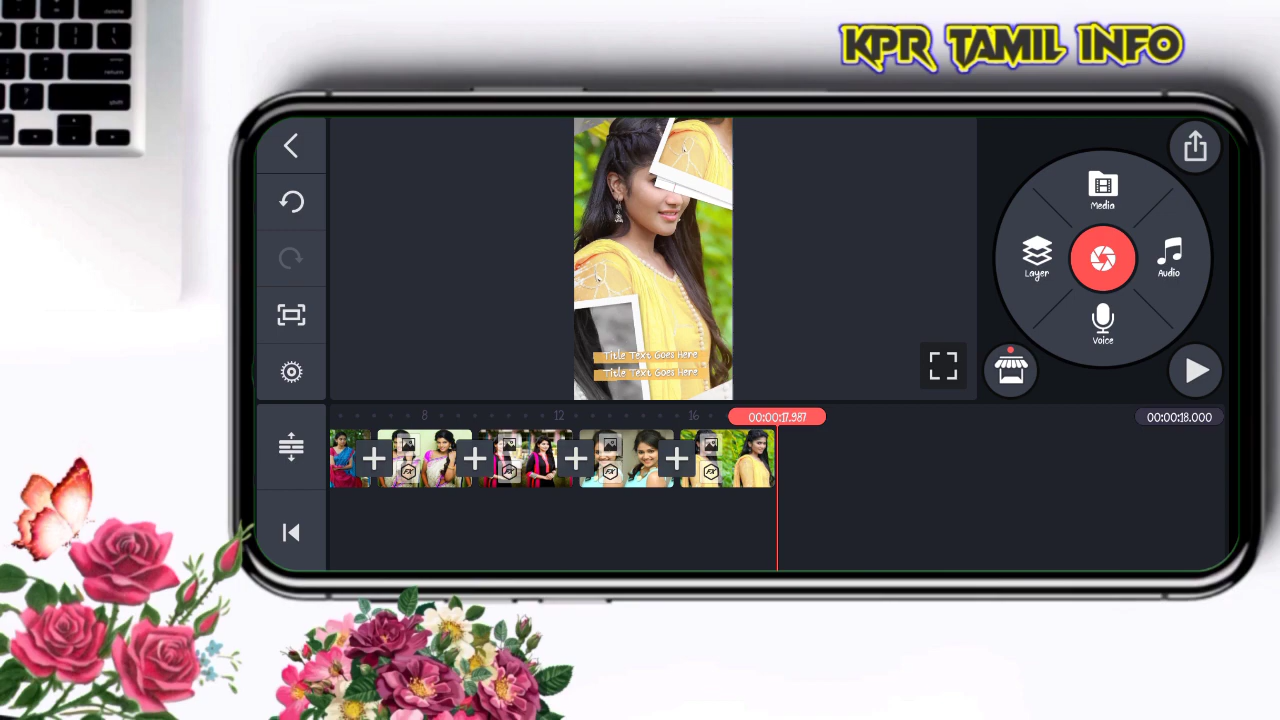 KPR TAMIL INFO
Media
Layer
Audio
Voice
Title Text Goes Here
Title Text Goes Here
8
12
16
00:00:17.987
00:00:18.000